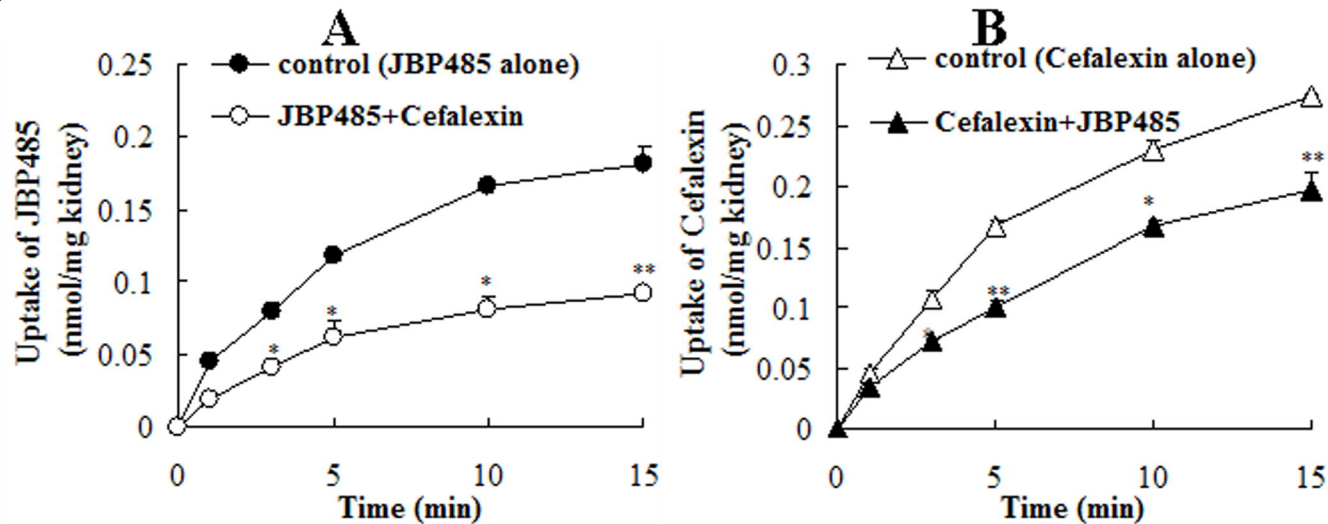 A
control (JBP485 alone)
JBP485+Cefalexin
Uptake of JBP485
(nmol/mg kidney)
0.25
0.2
0.15
0.1
0.05
0
*
*
*
**
0
5
10
15
Time (min)
B
control (Cefalexin alone)
Cefalexin+JBP485
Uptake of Cefalexin
(nmol/mg kidney)
0.3
0.25
0.2
0.15
0.1
0.05
0
*
**
*
**
0
5
10
15
Time (min)